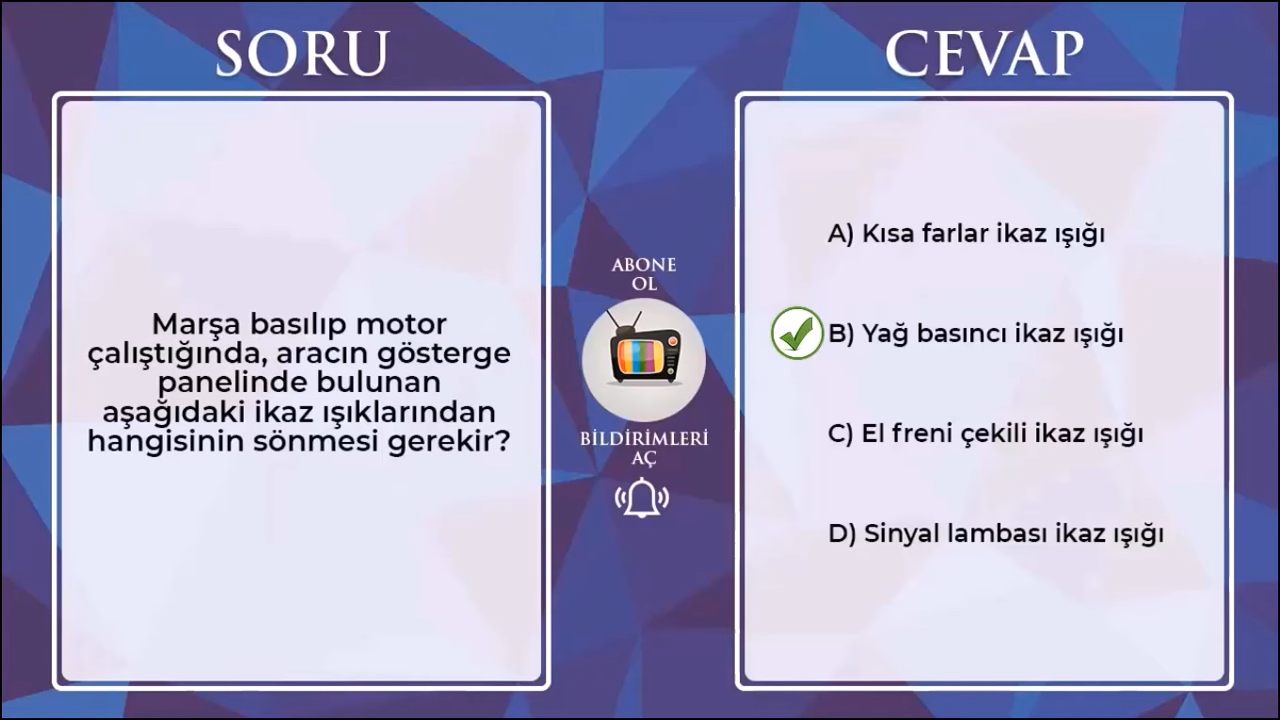 SORU
Marşa basılıp motor
çalıştığında, aracın gösterge
panelinde bulunan
aşağıdaki ikaz ışıklarından
hangisinin sönmesi gerekir?
ABONE
OL
BİLDİRİMLERİ
AÇ
CEVAP
A) Kısa farlar ikaz ışığı
B) Yağ basıncı ikaz ışığı
C) El freni çekili ikaz ışığı
D) Sinyal lambası ikaz ışığı